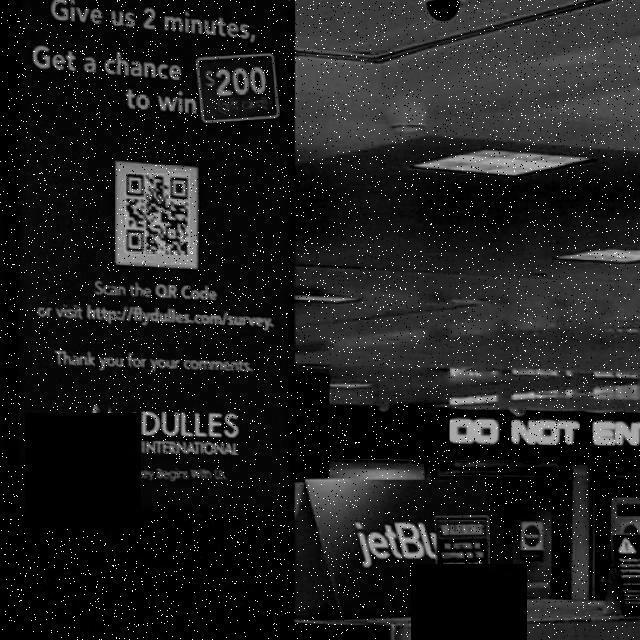 Give us 2 minutes,
Get a chance
to win $200
Scan the QR Code
or visit http://flydulles.com/survey.
Thank you for your comments.
DULLES
INTERNATIONAL
DO NOT EN
jetBlu